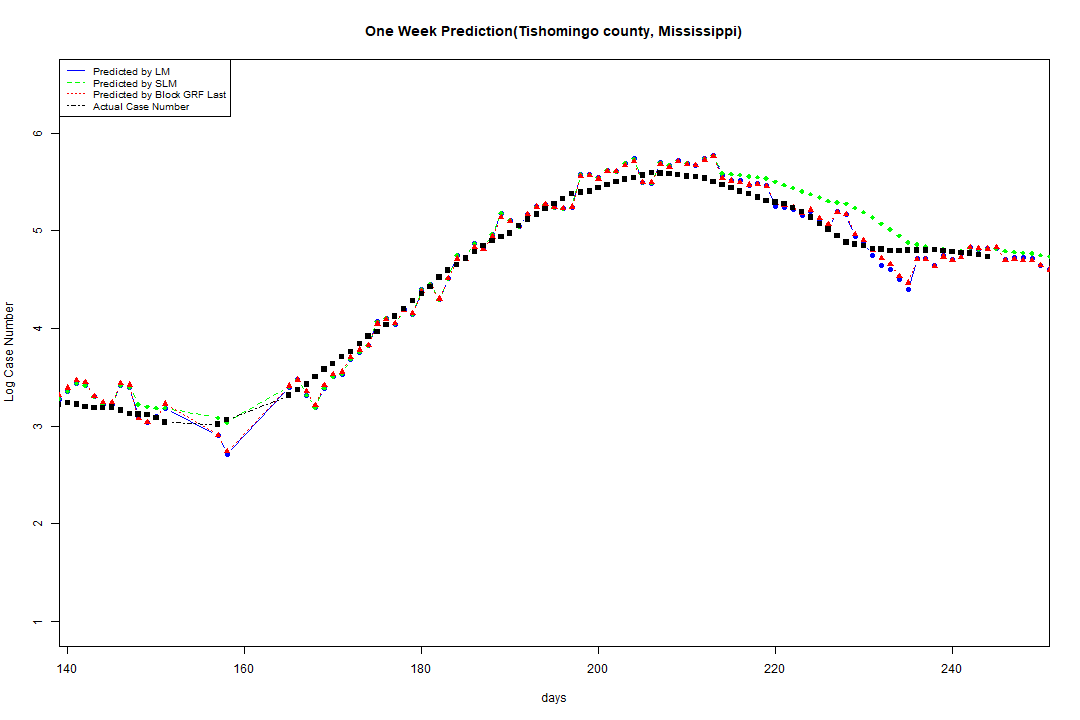 One Week Prediction(Tishomingo county, Mississippi)
Predicted by LM
Predicted by SLM
Predicted by Block GRF Last
Actual Case Number
6
5
4
3
2
1
Log Case Number
140 160 180 200 220 240
days